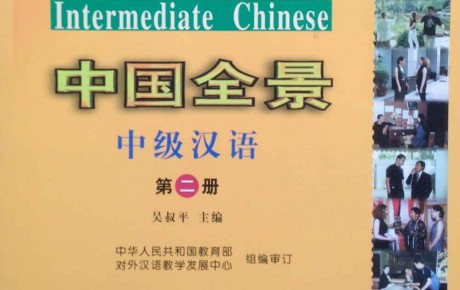 Intermediate Chinese
中国全景
中级汉语
第二册
吴叔平 主编
中华人民共和国教育部
对外汉语教学发展中心 组编审订